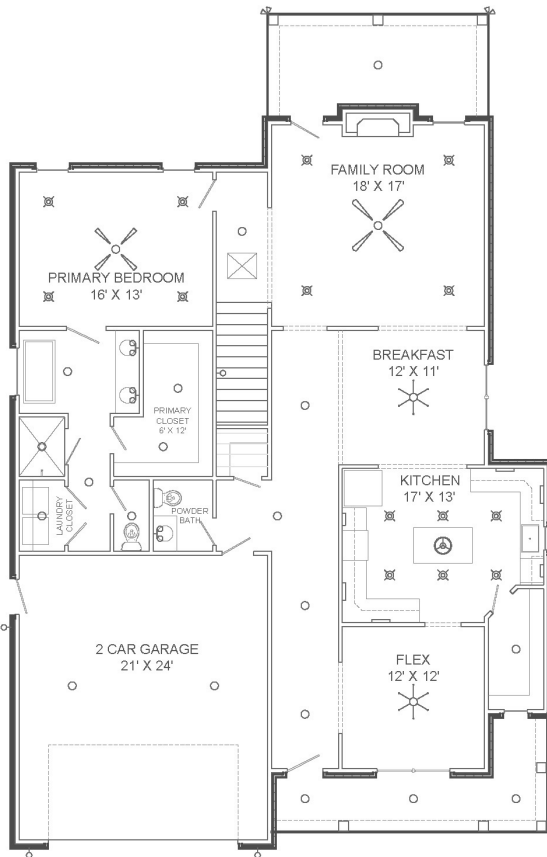 FAMILY ROOM
18' X 17'
PRIMARY BEDROOM
16' X 13'
BREAKFAST
12' X 11'
PRIMARY
CLOSET
6' X 12'
KITCHEN
17' X 13'
LAUNDRY
CLOSET
POWDER
BATH
2 CAR GARAGE
21' X 24'
FLEX
12' X 12'